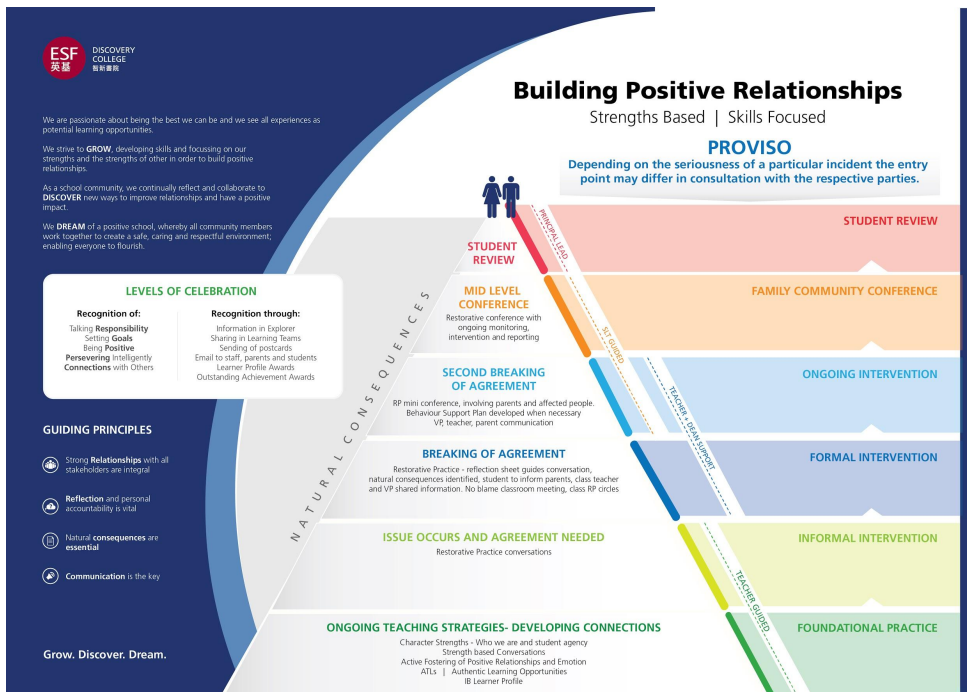 ESF
英基
DISCOVERY
COLLEGE
智新書院
We are passionate about being the best we can be and we see all experiences as
potential learning opportunities.
We strive to GROW, developing skills and focussing on our
strengths and the strengths of other in order to build positive
relationships.
As a school community, we continually reflect and collaborate to
DISCOVER new ways to improve relationships and have a positive
impact.
We DREAM of a positive school, whereby all community members
work together to create a safe, caring and respectful environment;
enabling everyone to flourish.
LEVELS OF CELEBRATION
Recognition of:
Talking Responsibility
Setting Goals
Being Positive
Persevering Intelligently
Connections with Others
Recognition through:
Information in Explorer
Sharing in Learning Teams
Sending of postcards
Email to staff, parents and students
Learner Profile Awards
Outstanding Achievement Awards
GUIDING PRINCIPLES
Strong Relationships with all
stakeholders are integral
Reflection and personal
accountability is vital
Natural consequences are
essential
Communication is the key
Grow. Discover. Dream.
Building Positive Relationships
Strengths Based | Skills Focused
PROVISO
Depending on the seriousness of a particular incident the entry
point may differ in consultation with the respective parties.
NATURAL CONSEQUENCES
STUDENT
REVIEW
MID LEVEL
CONFERENCE
Restorative conference with
ongoing monitoring,
intervention and reporting
SECOND BREAKING
OF AGREEMENT
RP mini conference, involving parents and affected people.
Behaviour Support Plan developed when necessary
VP, teacher, parent communication
BREAKING OF AGREEMENT
Restorative Practice - reflection sheet guides conversation,
natural consequences identified, student to inform parents, class teacher
and VP shared information. No blame classroom meeting, class RP circles
ISSUE OCCURS AND AGREEMENT NEEDED
Restorative Practice conversations
ONGOING TEACHING STRATEGIES- DEVELOPING CONNECTIONS
Character Strengths - Who we are and student agency
Strength based Conversations
Active Fostering of Positive Relationships and Emotion
ATLs | Authentic Learning Opportunities
IB Learner Profile
PRINCIPAL LEAD
SLT GUIDED
TEACHER+ DEAN SUPPORT
TEACHER GUIDED
STUDENT REVIEW
FAMILY COMMUNITY CONFERENCE
ONGOING INTERVENTION
FORMAL INTERVENTION
INFORMAL INTERVENTION
FOUNDATIONAL PRACTICE